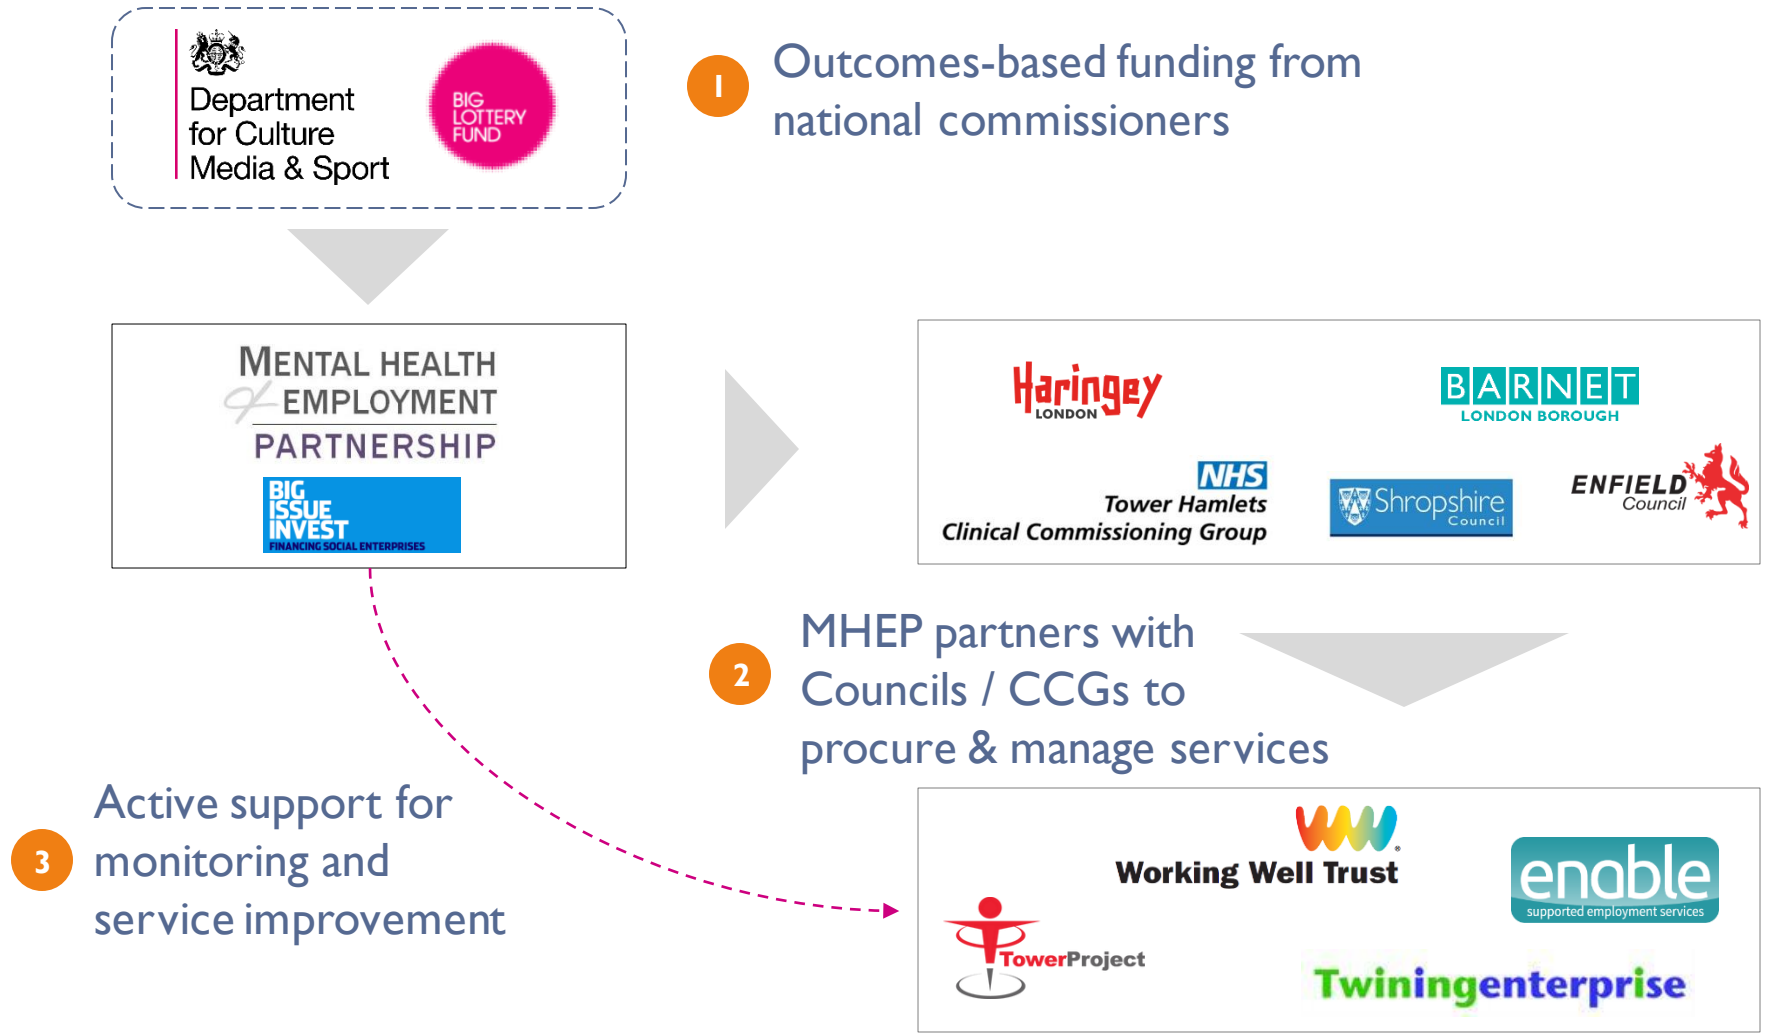 Department
for Culture
Media & Sport
BIG
LOTTERY
FUND
1
Outcomes-based funding from
national commissioners
MENTAL HEALTH
& EMPLOYMENT
PARTNERSHIP
BIG
ISSUE
INVEST
FINANCING SOCIAL ENTERPRISES
Haringey
LONDON
BARNET
LONDON BOROUGH
NHS
Tower Hamlets
Clinical Commissioning Group
Shropshire
Council
ENFIELD
Council
2
MHEP partners with
Councils / CCGs to
procure & manage services
3
Active support for
monitoring and
service improvement
Working Well Trust
enable
supported employment services
TowerProject
Twiningenterprise